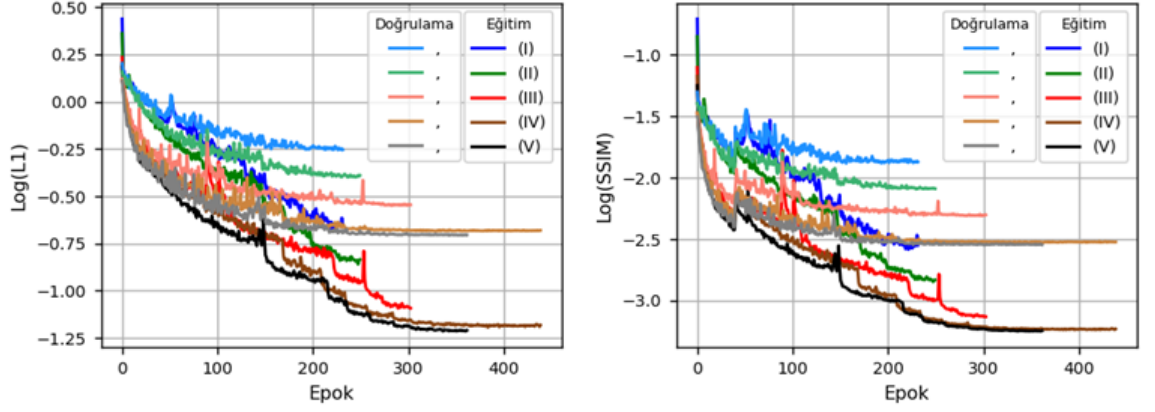 0.50
0.25
0.00
−0.25
−0.50
−0.75
−1.00
−1.25
Log(L1)
0 100 200 300 400
Epok
Doğrulama Eğitim
, (I)
, (II)
, (III)
, (IV)
, (V)
−1.0
−1.5
−2.0
−2.5
−3.0
Log(SSIM)
0 100 200 300 400
Epok
Doğrulama Eğitim
, (I)
, (II)
, (III)
, (IV)
, (V)